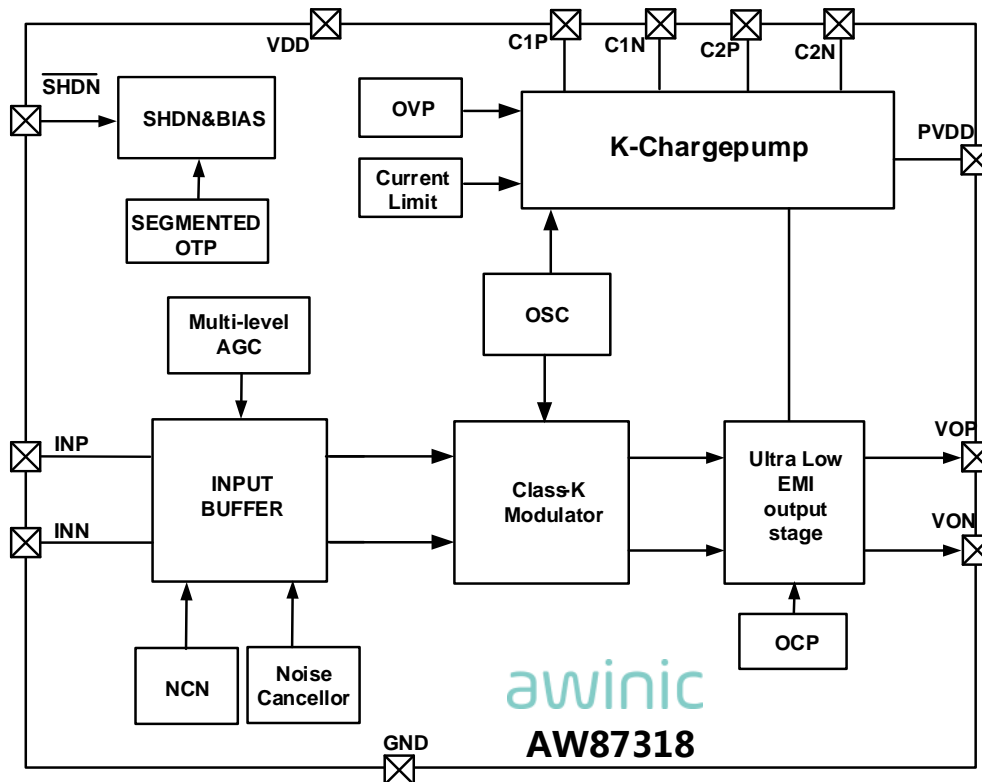 VDD
C1P
C1N
C2P
C2N
SHDN
SHDN&BIAS
OVP
K-Chargepump
PVDD
Current
Limit
SEGMENTED
OTP
OSC
Multi-level
AGC
INP
INPUT
BUFFER
INN
Class-K
Modulator
Ultra Low
EMI
output
stage
VOP
VON
NCN
Noise
Cancellor
OCP
awinic
AW87318
GND